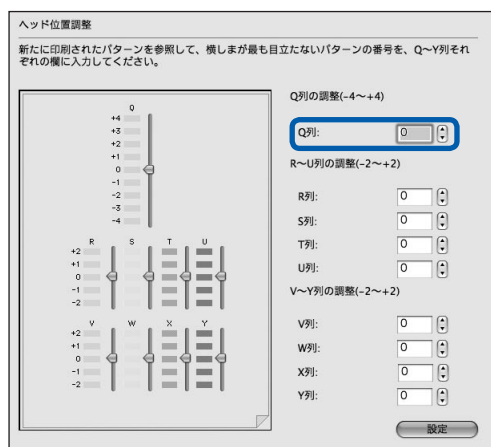 ヘッド位置調整
新たに印刷されたパターンを参照して、横しまが最も目立たないパターンの番号を、Q〜Y列それ
ぞれの欄に入力してください。
Q
+4
+3
+2
+1
0
-1
-2
-3
-4
R S T U
+2
+1
0
-1
-2
V W X Y
+2
+1
0
-1
-2
Q列の調整(-4〜+4)
Q列: 0
R〜U列の調整(-2〜+2)
R列: 0
S列: 0
T列: 0
U列: 0
V〜Y列の調整(-2〜+2)
V列: 0
W列: 0
X列: 0
Y列: 0
設定